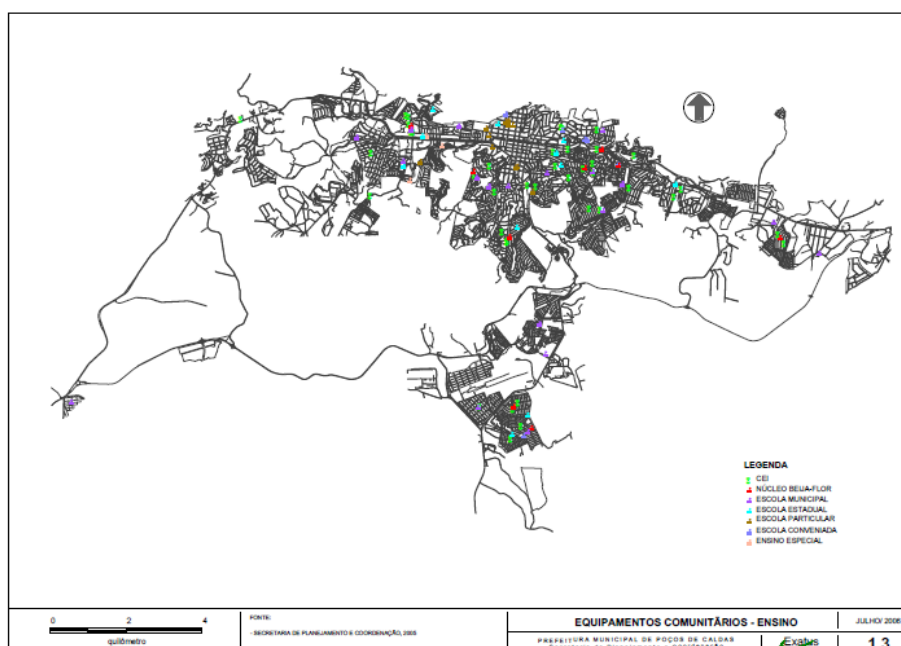 LEGENDA
CEI
NÚCLEO BEIJA-FLOR
ESCOLA MUNICIPAL
ESCOLA ESTADUAL
ESCOLA PARTICULAR
ESCOLA CONVENIADA
ENSINO ESPECIAL
0 2 4
quilômetro
FONTE:
- SECRETARIA DE PLANEJAMENTO E COORDENAÇÃO, 2005
EQUIPAMENTOS COMUNITÁRIOS - ENSINO
JULHO/ 2006
PREFEITURA MUNICIPAL DE POÇOS DE CALDAS
Exatus
1.3